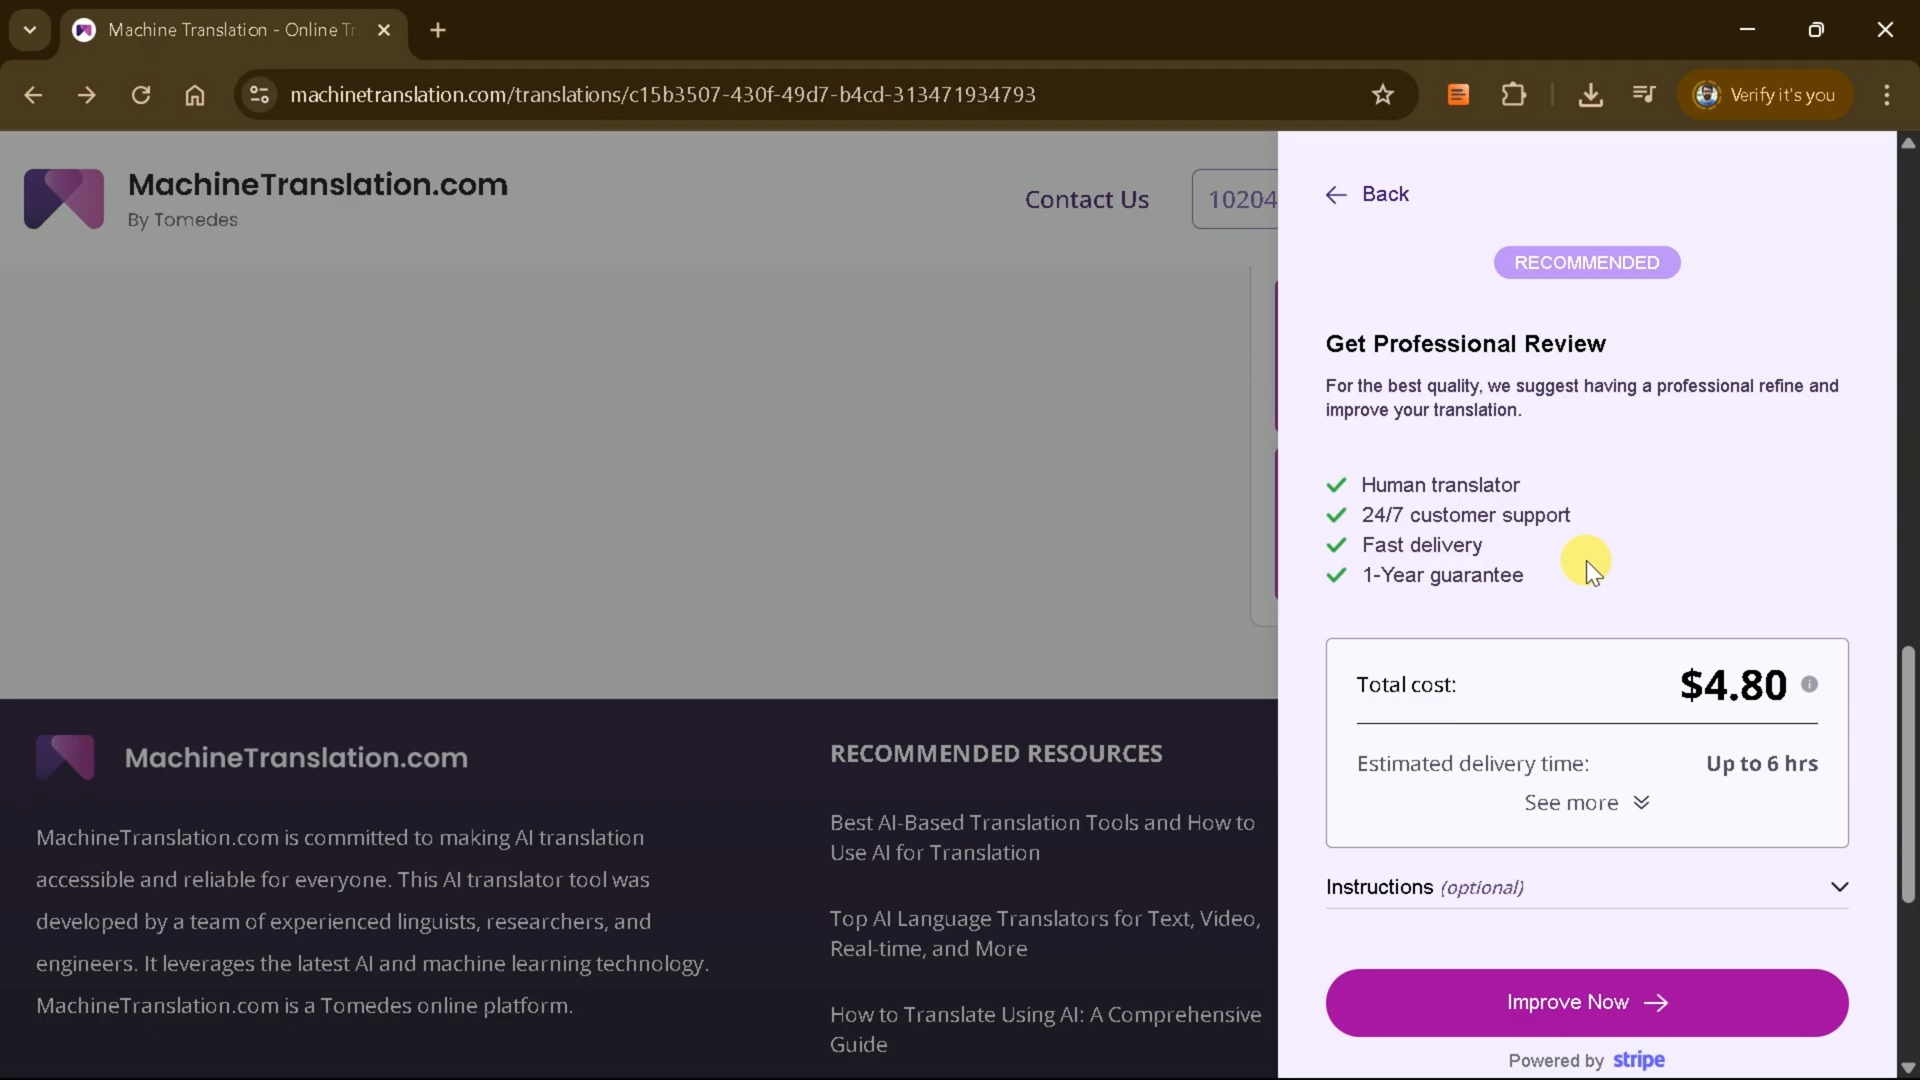 Machine Translation - Online Tr
machinetranslation.com/translations/c15b3507-430f-49d7-b4cd-313471934793
Verify it's you
MachineTranslation.com
By Tomedes
Contact Us
10204
Back
RECOMMENDED
Get Professional Review
For the best quality, we suggest having a professional refine and
improve your translation.
Human translator
24/7 customer support
Fast delivery
1-Year guarantee
Total cost:
$4.80
Estimated delivery time:
Up to 6 hrs
See more
Instructions (optional)
Improve Now
Powered by stripe
MachineTranslation.com
MachineTranslation.com is committed to making AI translation
accessible and reliable for everyone. This AI translator tool was
developed by a team of experienced linguists, researchers, and
engineers. It leverages the latest AI and machine learning technology.
MachineTranslation.com is a Tomedes online platform.
RECOMMENDED RESOURCES
Best AI-Based Translation Tools and How to
Use AI for Translation
Top AI Language Translators for Text, Video,
Real-time, and More
How to Translate Using AI: A Comprehensive
Guide